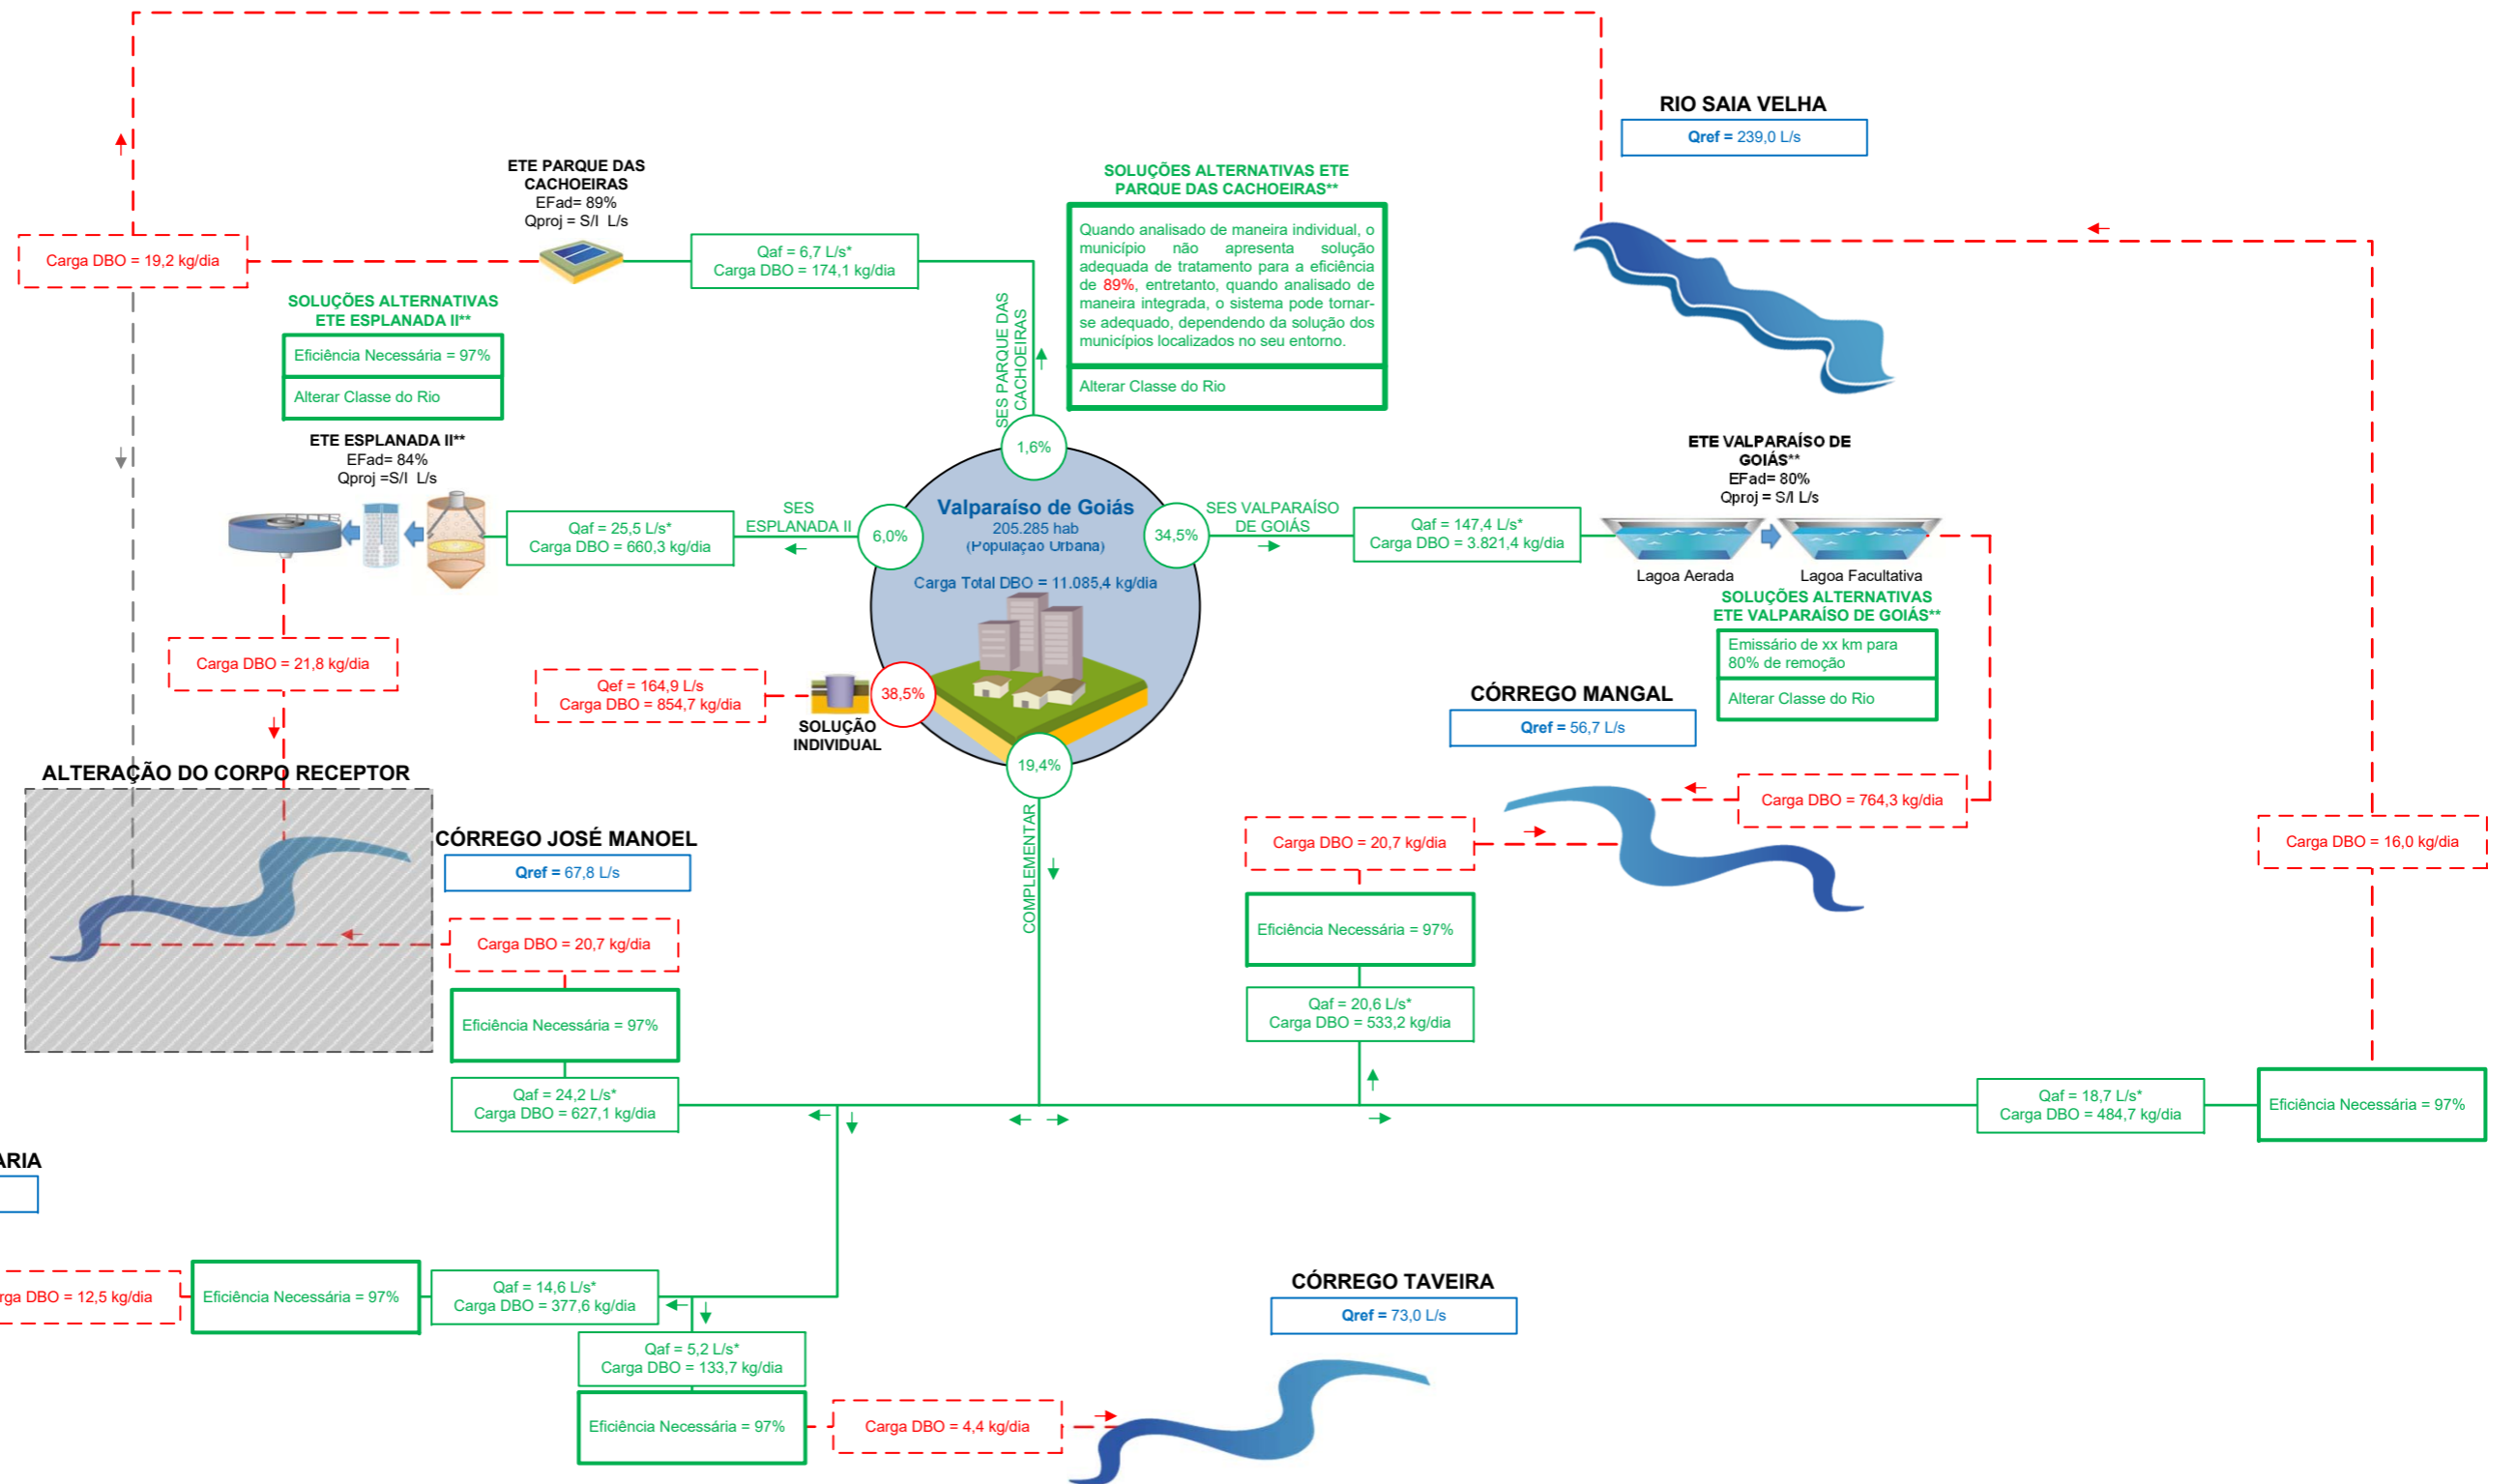 RIO SAIA VELHA
Qref = 239,0 L/s
ETE PARQUE DAS
CACHOEIRAS
EFad= 89%
Qproj = S/I L/s
Carga DBO = 19,2 kg/dia
Qaf = 6,7 L/s*
Carga DBO = 174,1 kg/dia
SES PARQUE DAS
CACHOEIRAS
SOLUÇÕES ALTERNATIVAS ETE
PARQUE DAS CACHOEIRAS**
Quando analisado de maneira individual, o
município não apresenta solução
adequada de tratamento para a eficiência
de 89%, entretanto, quando analisado de
maneira integrada, o sistema pode tornar-
se adequado, dependendo da solução dos
municípios localizados no seu entorno.
Alterar Classe do Rio
SOLUÇÕES ALTERNATIVAS
ETE ESPLANADA II**
Eficiência Necessária = 97%
Alterar Classe do Rio
ETE ESPLANADA II**
EFad= 84%
Qproj =S/I L/s
Qaf = 25,5 L/s*
Carga DBO = 660,3 kg/dia
SES
ESPLANADA II
6,0%
1,6%
34,5%
38,5%
19,4%
Valparaíso de Goiás
205.285 hab
(População Urbana)
Carga Total DBO = 11.085,4 kg/dia
SES VALPARAÍSO
DE GOIÁS
Qaf = 147,4 L/s*
Carga DBO = 3.821,4 kg/dia
ETE VALPARAÍSO DE
GOIÁS**
EFad= 80%
Qproj = S/I L/s
Lagoa Aerada
Lagoa Facultativa
SOLUÇÕES ALTERNATIVAS
ETE VALPARAÍSO DE GOIÁS**
Emissário de xx km para
80% de remoção
Alterar Classe do Rio
Carga DBO = 21,8 kg/dia
Qef = 164,9 L/s
Carga DBO = 854,7 kg/dia
SOLUÇÃO
INDIVIDUAL
CÓRREGO MANGAL
Qref = 56,7 L/s
Carga DBO = 764,3 kg/dia
Carga DBO = 20,7 kg/dia
Carga DBO = 16,0 kg/dia
ALTERAÇÃO DO CORPO RECEPTOR
CÓRREGO JOSÉ MANOEL
Qref = 67,8 L/s
Carga DBO = 20,7 kg/dia
Eficiência Necessária = 97%
Qaf = 24,2 L/s*
Carga DBO = 627,1 kg/dia
COMPLEMENTAR
Eficiência Necessária = 97%
Qaf = 20,6 L/s*
Carga DBO = 533,2 kg/dia
Qaf = 18,7 L/s*
Carga DBO = 484,7 kg/dia
Eficiência Necessária = 97%
ARIA
rga DBO = 12,5 kg/dia
Eficiência Necessária = 97%
Qaf = 14,6 L/s*
Carga DBO = 377,6 kg/dia
Qaf = 5,2 L/s*
Carga DBO = 133,7 kg/dia
Eficiência Necessária = 97%
Carga DBO = 4,4 kg/dia
CÓRREGO TAVEIRA
Qref = 73,0 L/s